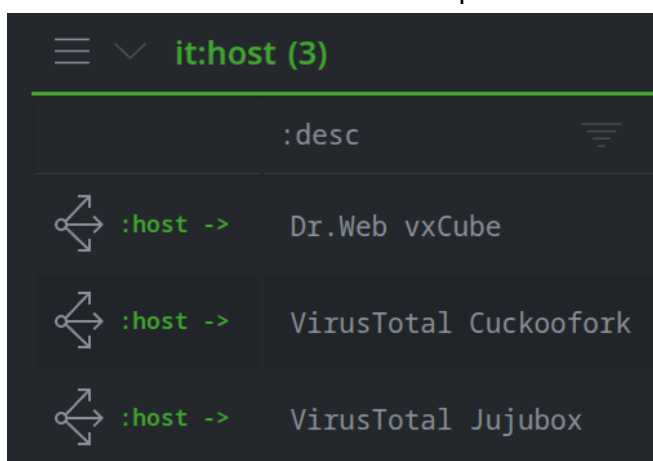 it:host (3)
:desc
:host -> Dr.Web vxCube
:host -> VirusTotal Cuckoofork
:host -> VirusTotal Jujubox